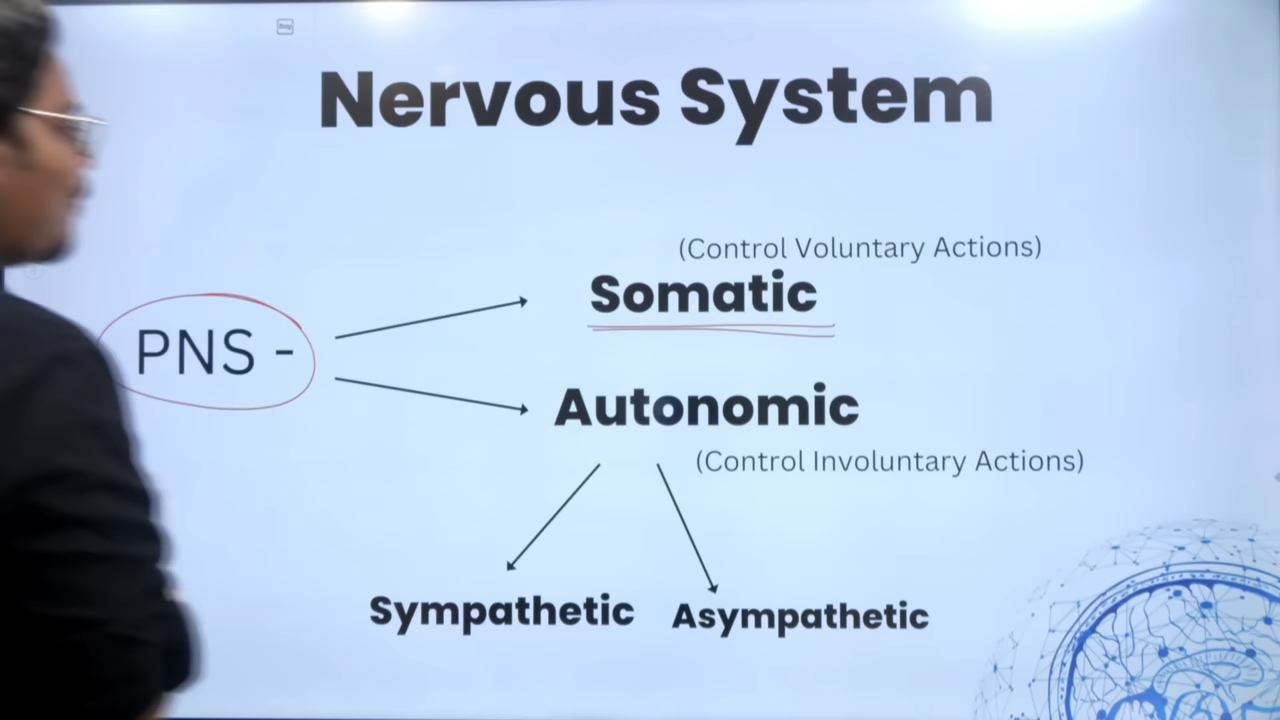 Nervous System
(Control Voluntary Actions)
Somatic
PNS -
Autonomic
(Control Involuntary Actions)
Sympathetic
Asympathetic